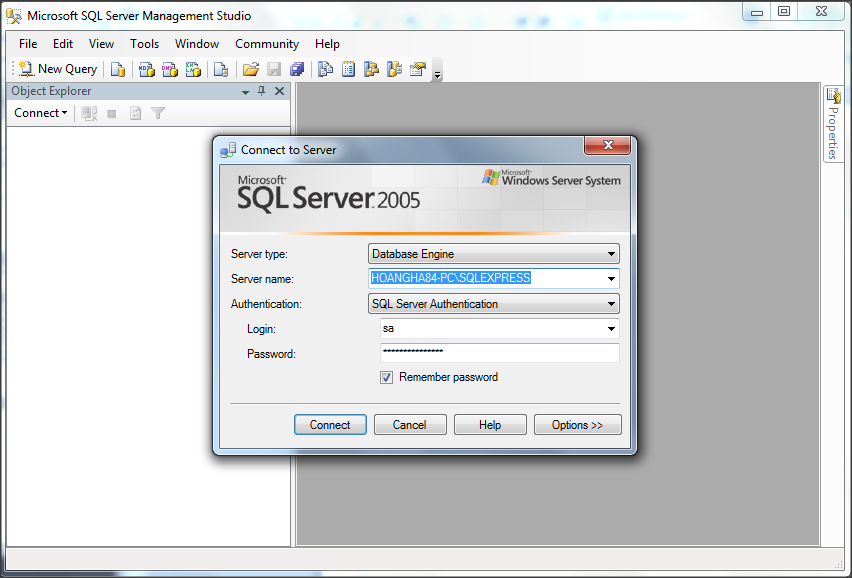 Microsoft SQL Server Management Studio
File Edit View Tools Window Community Help
New Query
Object Explorer
Connect
Properties
Connect to Server
Microsoft
SQL Server 2005
Microsoft
Windows Server System
Server type: Database Engine
Server name: HOANGHA84-PC\SQLEXPRESS
Authentication: SQL Server Authentication
Login: sa
Password: ***************
Remember password
Connect Cancel Help Options >>